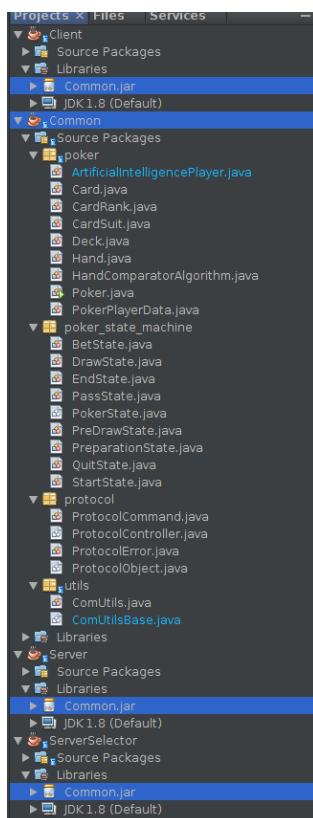 Projects × Files Services
Client
Source Packages
Libraries
Common.jar
JDK 1.8 (Default)
Common
Source Packages
poker
ArtificialIntelligencePlayer.java
Card.java
CardRank.java
CardSuit.java
Deck.java
Hand.java
HandComparatorAlgorithm.java
Poker.java
PokerPlayerData.java
poker_state_machine
BetState.java
DrawState.java
EndState.java
PassState.java
PokerState.java
PreDrawState.java
PreparationState.java
QuitState.java
StartState.java
protocol
ProtocolCommand.java
ProtocolController.java
ProtocolError.java
ProtocolObject.java
utils
ComUtils.java
ComUtilsBase.java
Libraries
Server
Source Packages
Libraries
Common.jar
JDK 1.8 (Default)
ServerSelector
Source Packages
Libraries
Common.jar
JDK 1.8 (Default)